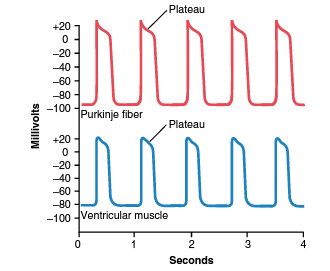 Plateau
+20
0
−20
−40
−60
−80
−100
Purkinje fiber
Millivolts
Plateau
+20
0
−20
−40
−60
−80
−100
Ventricular muscle
0 1 2 3 4
Seconds